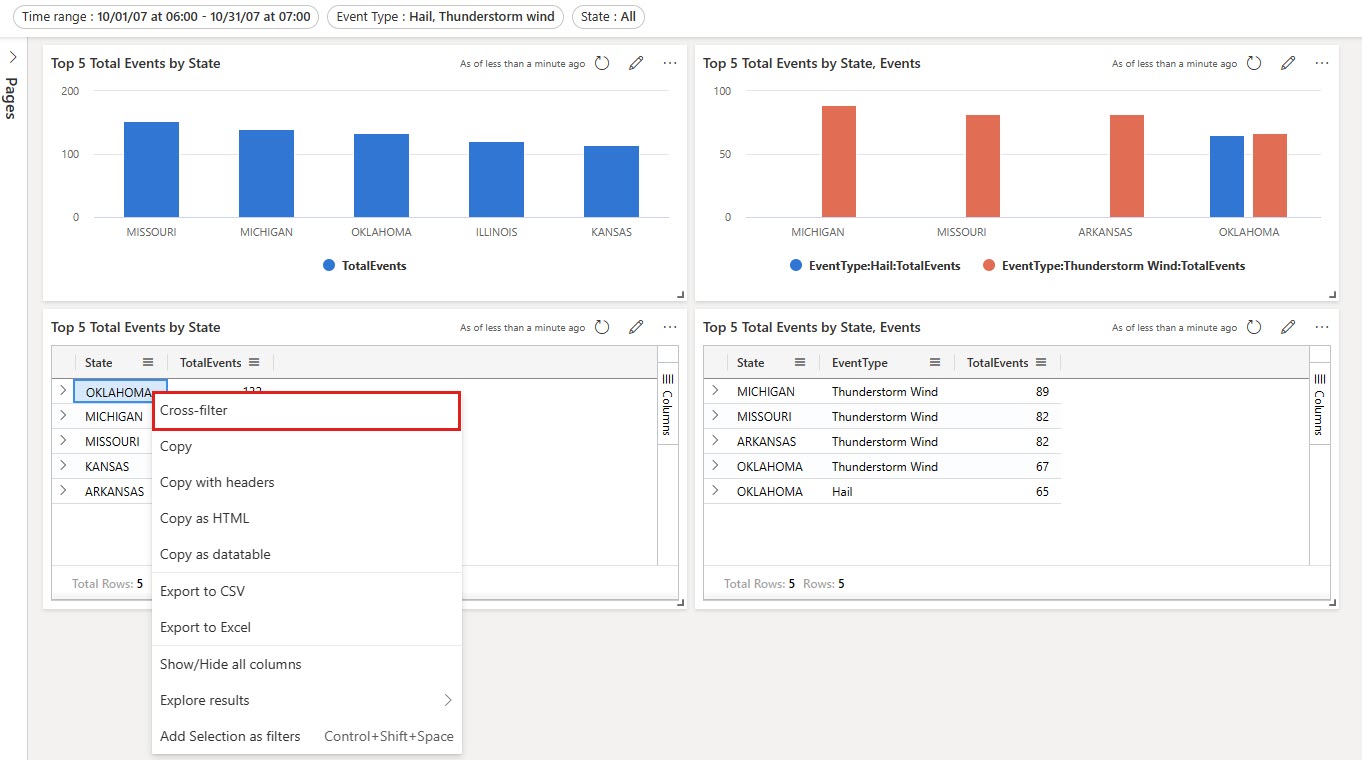 Time range : 10/01/07 at 06:00 - 10/31/07 at 07:00 Event Type : Hail, Thunderstorm wind State : All
Pages
Top 5 Total Events by State As of less than a minute ago
200
100
0
MISSOURI MICHIGAN OKLAHOMA ILLINOIS KANSAS
TotalEvents
Top 5 Total Events by State, Events As of less than a minute ago
100
50
0
MICHIGAN MISSOURI ARKANSAS OKLAHOMA
EventType:Hail:TotalEvents EventType:Thunderstorm Wind:TotalEvents
Top 5 Total Events by State As of less than a minute ago
State TotalEvents
OKLAHOMA
MICHIGAN
MISSOURI
KANSAS
ARKANSAS
Columns
Total Rows: 5
Cross-filter
Copy
Copy with headers
Copy as HTML
Copy as datatable
Export to CSV
Export to Excel
Show/Hide all columns
Explore results
Add Selection as filters Control+Shift+Space
Top 5 Total Events by State, Events As of less than a minute ago
State EventType TotalEvents
MICHIGAN Thunderstorm Wind 89
MISSOURI Thunderstorm Wind 82
ARKANSAS Thunderstorm Wind 82
OKLAHOMA Thunderstorm Wind 67
OKLAHOMA Hail 65
Columns
Total Rows: 5 Rows: 5